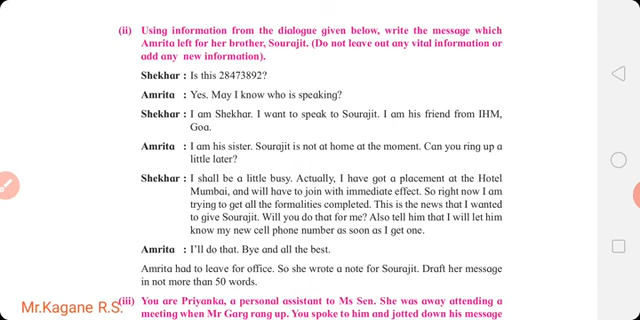 (ii) Using information from the dialogue given below, write the message which
Amrita left for her brother, Sourajit. (Do not leave out any vital information or
add any new information).
Shekhar : Is this 28473892?
Amrita : Yes. May I know who is speaking?
Shekhar : I am Shekhar. I want to speak to Sourajit. I am his friend from IHM,
Goa.
Amrita : I am his sister. Sourajit is not at home at the moment. Can you ring up a
little later?
Shekhar : I shall be a little busy. Actually, I have got a placement at the Hotel
Mumbai, and will have to join with immediate effect. So right now I am
trying to get all the formalities completed. This is the news that I wanted
to give Sourajit. Will you do that for me? Also tell him that I will let him
know my new cell phone number as soon as I get one.
Amrita : I'll do that. Bye and all the best.
Amrita had to leave for office. So she wrote a note for Sourajit. Draft her message
in not more than 50 words.
Mr.Kagane R.S.
(iii) You are Priyanka, a personal assistant to Ms Sen. She was away attending a
meeting when Mr Garg rang up. You spoke to him and jotted down his message